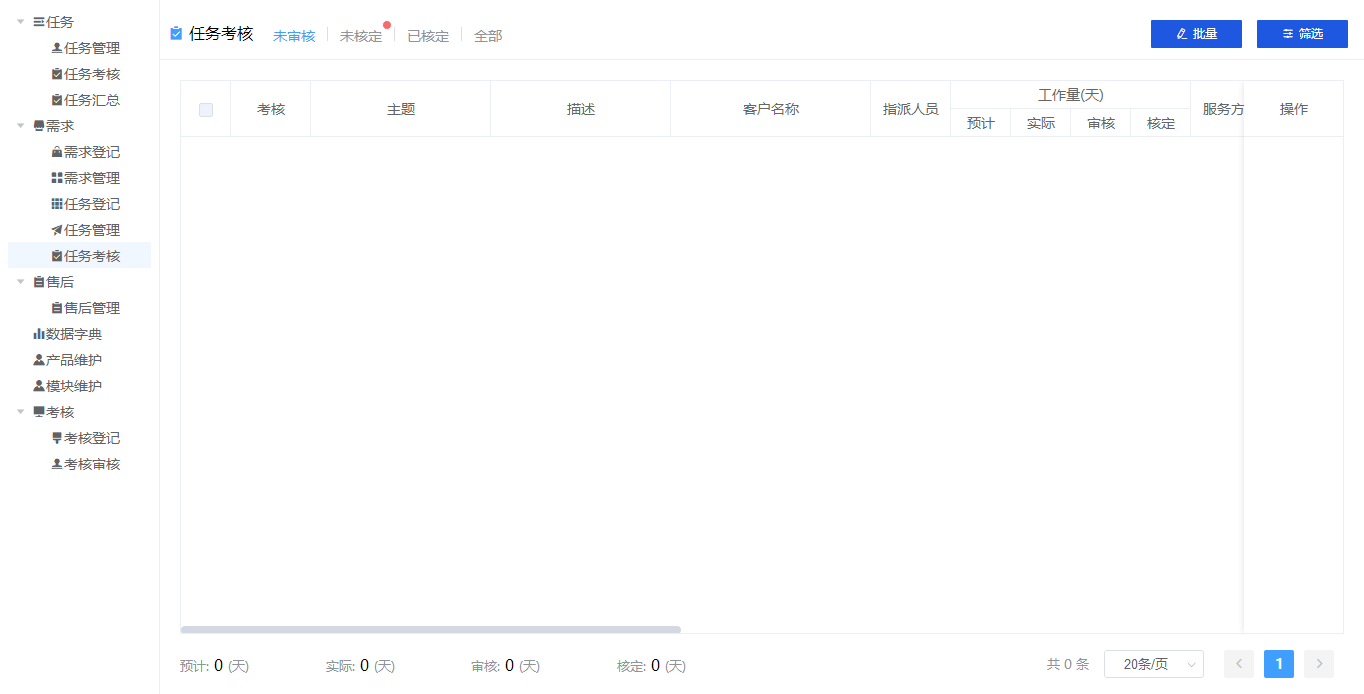 任务
任务管理
任务考核
任务汇总
需求
需求登记
需求管理
任务登记
任务管理
任务考核
售后
售后管理
数据字典
产品维护
模块维护
考核
考核登记
考核审核
任务考核 未审核 未核定 已核定 全部
批量 筛选
考核 主题 描述 客户名称 指派人员 工作量(天) 服务方 操作
预计 实际 审核 核定
预计: 0 (天) 实际: 0 (天) 审核: 0 (天) 核定: 0 (天)
共 0 条 20条/页 1